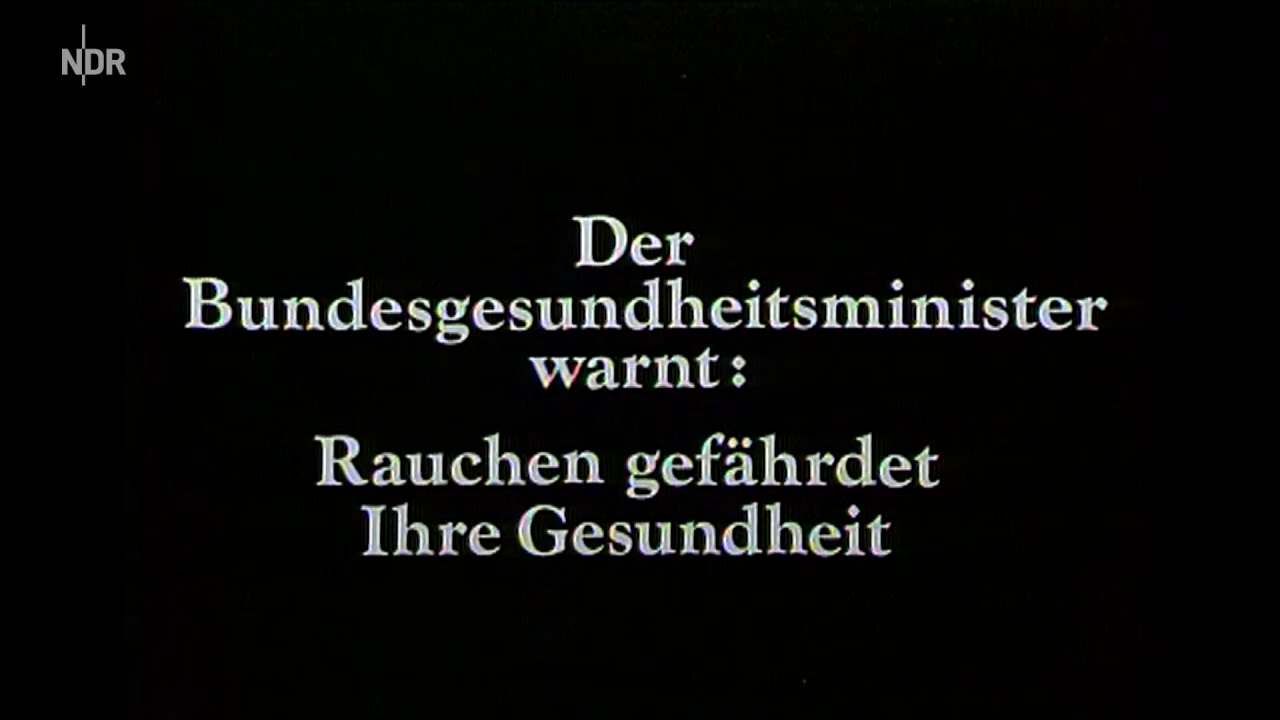 NDR
Der
Bundesgesundheitsminister
warnt:
Rauchen gefährdet
Ihre Gesundheit